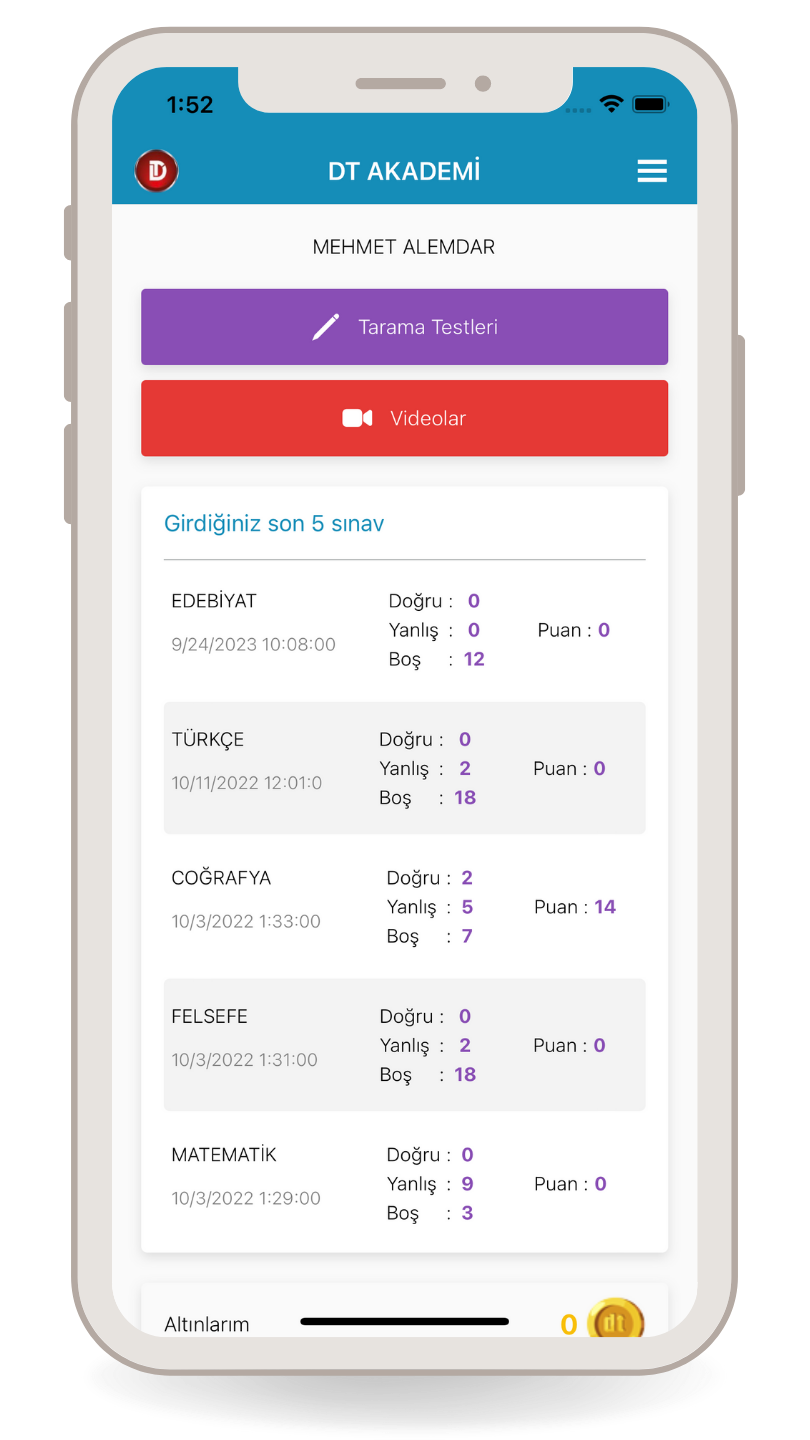 1:52
DT AKADEMİ
MEHMET ALEMDAR
Tarama Testleri
Videolar
Girdiğiniz son 5 sınav
EDEBİYAT
9/24/2023 10:08:00
Doğru : 0
Yanlış : 0
Boş : 12
Puan : 0
TÜRKÇE
10/11/2022 12:01:0
Doğru : 0
Yanlış : 2
Boş : 18
Puan : 0
COĞRAFYA
10/3/2022 1:33:00
Doğru : 2
Yanlış : 5
Boş : 7
Puan : 14
FELSEFE
10/3/2022 1:31:00
Doğru : 0
Yanlış : 2
Boş : 18
Puan : 0
MATEMATİK
10/3/2022 1:29:00
Doğru : 0
Yanlış : 9
Boş : 3
Puan : 0
Altınlarım
0
dt